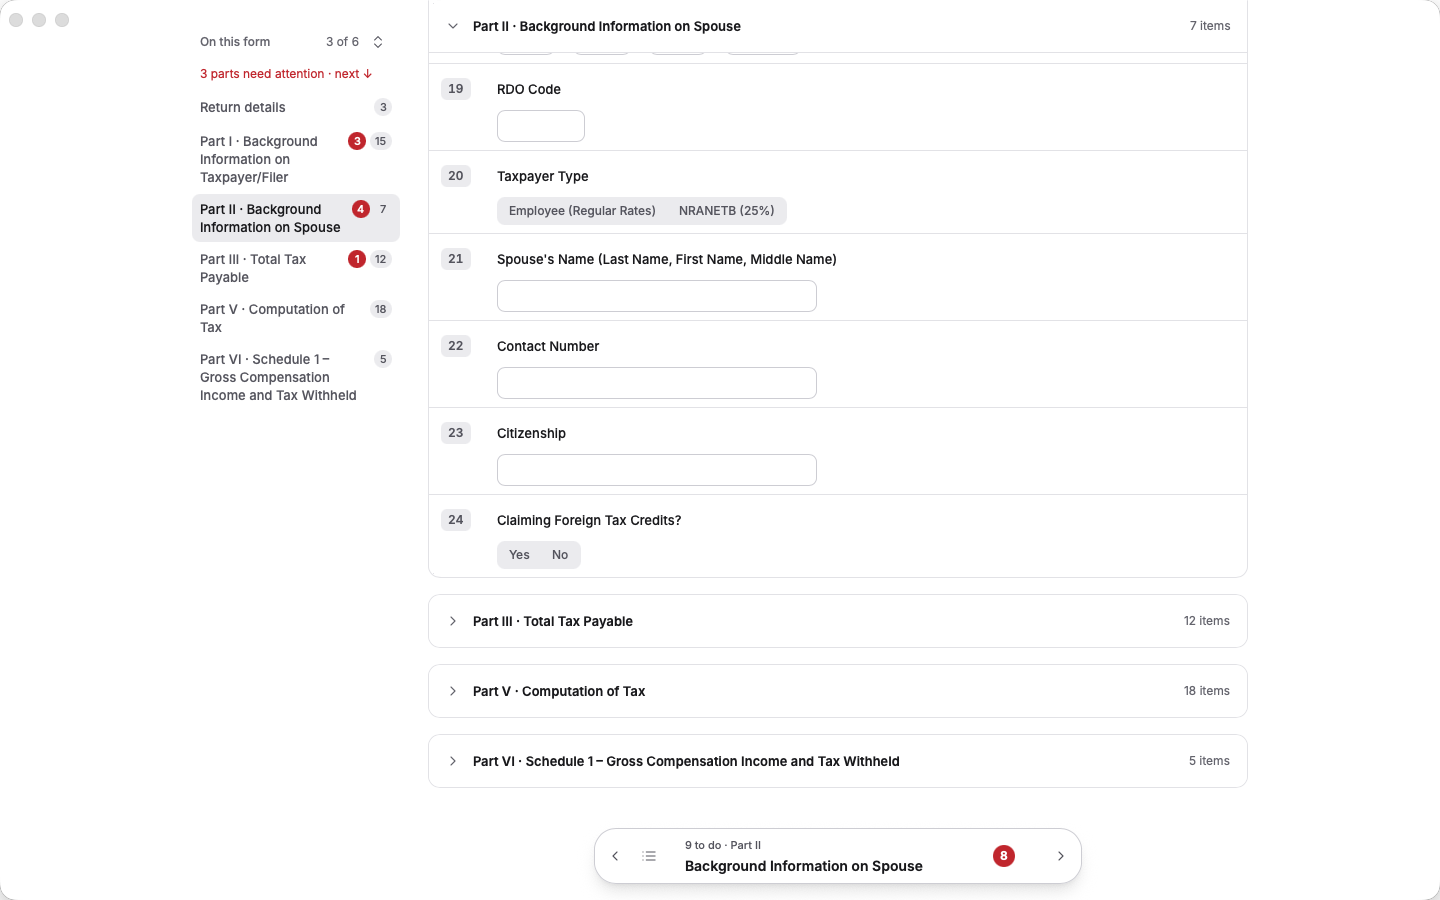 On this form
3 of 6
3 parts need attention · next ↓
Return details
3
Part I · Background Information on Taxpayer/Filer
3
15
Part II · Background Information on Spouse
4
7
Part III · Total Tax Payable
1
12
Part V · Computation of Tax
18
Part VI · Schedule 1 – Gross Compensation Income and Tax Withheld
5
Part II · Background Information on Spouse
7 items
19
RDO Code
20
Taxpayer Type
Employee (Regular Rates)
NRANETB (25%)
21
Spouse's Name (Last Name, First Name, Middle Name)
22
Contact Number
23
Citizenship
24
Claiming Foreign Tax Credits?
Yes
No
Part III · Total Tax Payable
12 items
Part V · Computation of Tax
18 items
Part VI · Schedule 1 – Gross Compensation Income and Tax Withheld
5 items
9 to do · Part II
Background Information on Spouse
8